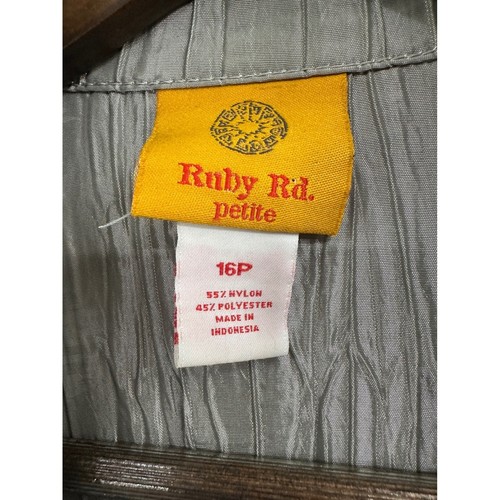 Ruby Rd.
petite
16P
55% NYLON
45% POLYESTER
MADE IN
INDONESIA